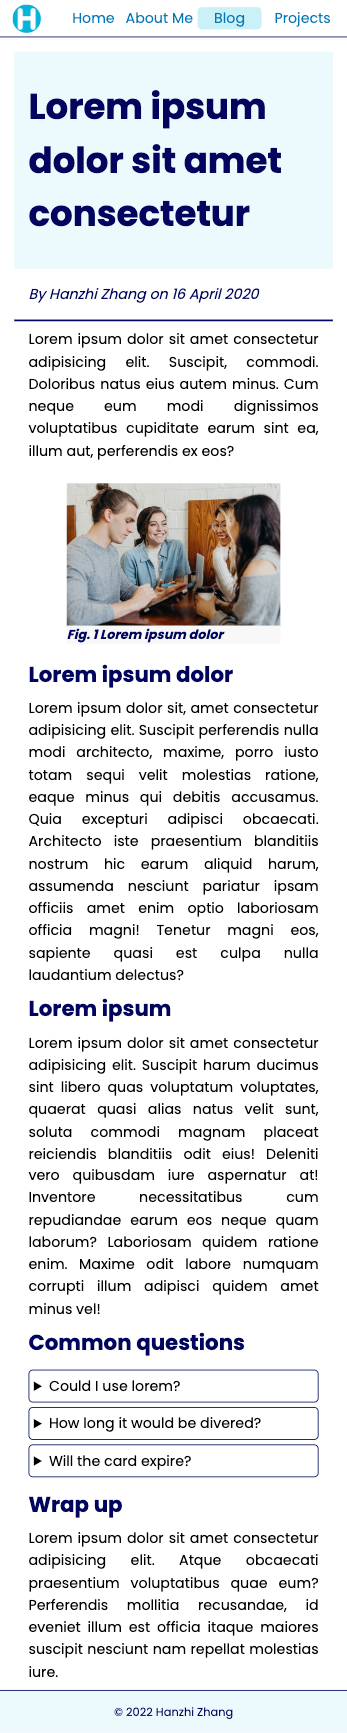 H
Home About Me Blog Projects
Lorem ipsum
dolor sit amet
consectetur
By Hanzhi Zhang on 16 April 2020
Lorem ipsum dolor sit amet consectetur
adipisicing elit. Suscipit, commodi.
Doloribus natus eius autem minus. Cum
neque eum modi dignissimos
voluptatibus cupiditate earum sint ea,
illum aut, perferendis ex eos?
Fig. 1 Lorem ipsum dolor
Lorem ipsum dolor
Lorem ipsum dolor sit, amet consectetur
adipisicing elit. Suscipit perferendis nulla
modi architecto, maxime, porro iusto
totam sequi velit molestias ratione,
eaque minus qui debitis accusamus.
Quia excepturi adipisci obcaecati.
Architecto iste praesentium blanditiis
nostrum hic earum aliquid harum,
assumenda nesciunt pariatur ipsam
officiis amet enim optio laboriosam
officia magni! Tenetur magni eos,
sapiente quasi est culpa nulla
laudantium delectus?
Lorem ipsum
Lorem ipsum dolor sit amet consectetur
adipisicing elit. Suscipit harum ducimus
sint libero quas voluptatum voluptates,
quaerat quasi alias natus velit sunt,
soluta commodi magnam placeat
reiciendis blanditiis odit eius! Deleniti
vero quibusdam iure aspernatur at!
Inventore necessitatibus cum
repudiandae earum eos neque quam
laborum? Laboriosam quidem ratione
enim. Maxime odit labore numquam
corrupti illum adipisci quidem amet
minus vel!
Common questions
Could I use lorem?
How long it would be divered?
Will the card expire?
Wrap up
Lorem ipsum dolor sit amet consectetur
adipisicing elit. Atque obcaecati
praesentium voluptatibus quae eum?
Perferendis mollitia recusandae, id
eveniet illum est officia itaque maiores
suscipit nesciunt nam repellat molestias
iure.
© 2022 Hanzhi Zhang